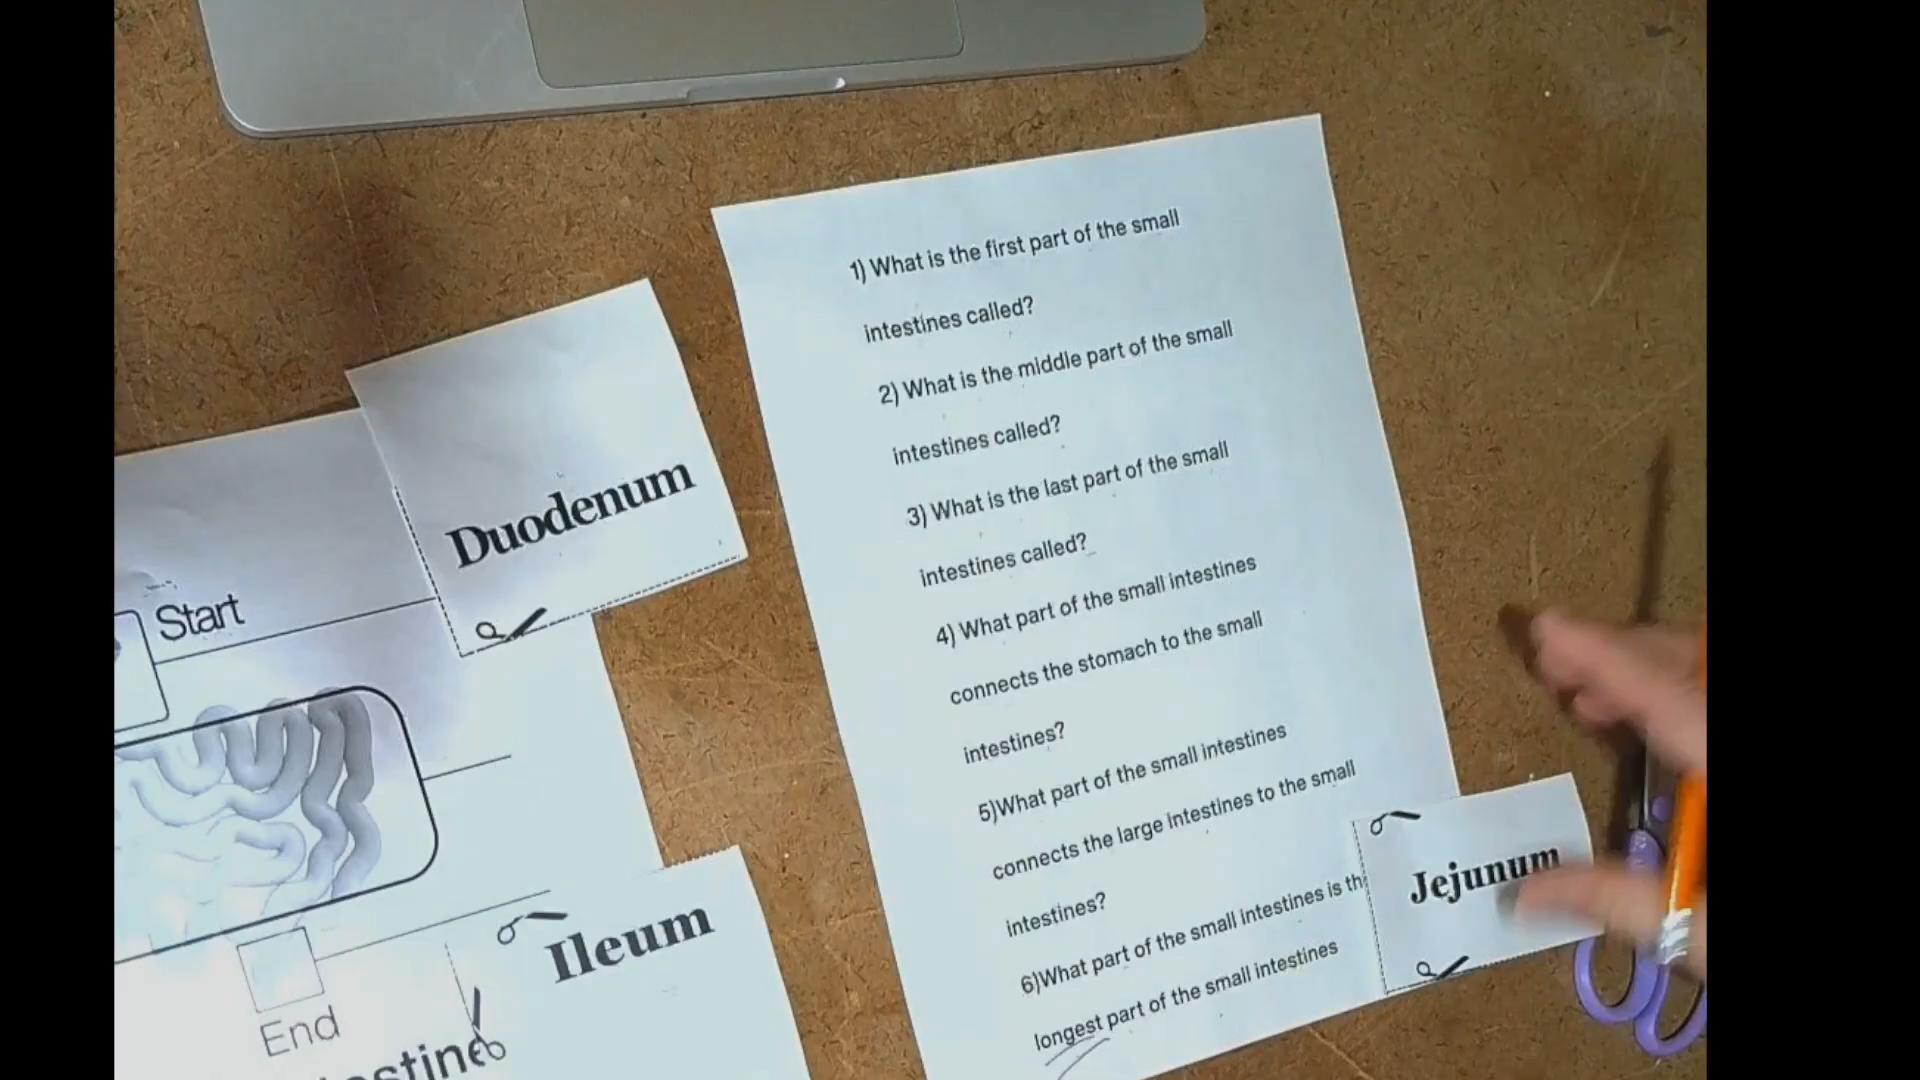 1) What is the first part of the small
intestines called?
2) What is the middle part of the small
intestines called?
3) What is the last part of the small
intestines called?
4) What part of the small intestines
connects the stomach to the small
intestines?
5)What part of the small intestines
connects the large intestines to the small
intestines?
6)What part of the small intestines is th
longest part of the small intestines
Duodenum
Start
Jejunum
Ileum
End
estine